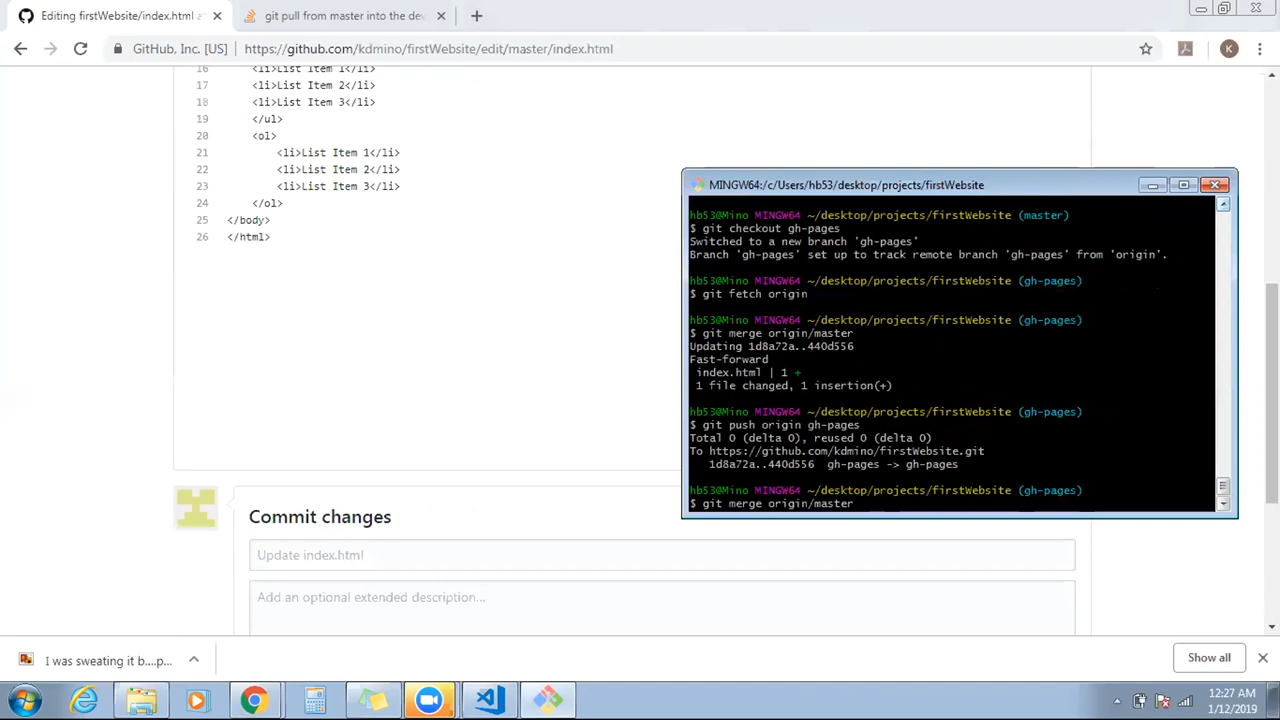 Editing firstWebsite/index.html a
git pull from master into the dev
GitHub, Inc. [US]
https://github.com/kdmino/firstWebsite/edit/master/index.html
K
16 <li>List Item 1</li>
17 <li>List Item 2</li>
18 <li>List Item 3</li>
19 </ul>
20 <ol>
21 <li>List Item 1</li>
22 <li>List Item 2</li>
23 <li>List Item 3</li>
24 </ol>
25 </body>
26 </html>
MINGW64:/c/Users/hb53/desktop/projects/firstWebsite
hb53@Mino MINGW64 ~/desktop/projects/firstWebsite (master)
$ git checkout gh-pages
Switched to a new branch 'gh-pages'
Branch 'gh-pages' set up to track remote branch 'gh-pages' from 'origin'.
hb53@Mino MINGW64 ~/desktop/projects/firstWebsite (gh-pages)
$ git fetch origin
hb53@Mino MINGW64 ~/desktop/projects/firstWebsite (gh-pages)
$ git merge origin/master
Updating 1d8a72a..440d556
Fast-forward
index.html | 1 +
1 file changed, 1 insertion(+)
hb53@Mino MINGW64 ~/desktop/projects/firstWebsite (gh-pages)
$ git push origin gh-pages
Total 0 (delta 0), reused 0 (delta 0)
To https://github.com/kdmino/firstWebsite.git
1d8a72a..440d556 gh-pages -> gh-pages
hb53@Mino MINGW64 ~/desktop/projects/firstWebsite (gh-pages)
$ git merge origin/master
Commit changes
Update index.html
Add an optional extended description...
I was sweating it b....p...
Show all
12:27 AM
1/12/2019